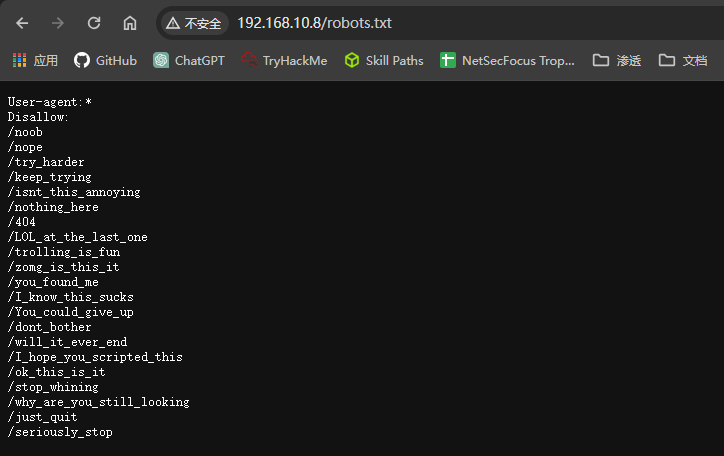 不安全 192.168.10.8/robots.txt
应用 GitHub ChatGPT TryHackMe Skill Paths NetSecFocus Trop... 渗透 文档
User-agent:*
Disallow:
/noob
/nope
/try_harder
/keep_trying
/isnt_this_annoying
/nothing_here
/404
/LOL_at_the_last_one
/trolling_is_fun
/zomg_is_this_it
/you_found_me
/I_know_this_sucks
/You_could_give_up
/dont_bother
/will_it_ever_end
/I_hope_you_scripted_this
/ok_this_is_it
/stop_whining
/why_are_you_still_looking
/just_quit
/seriously_stop